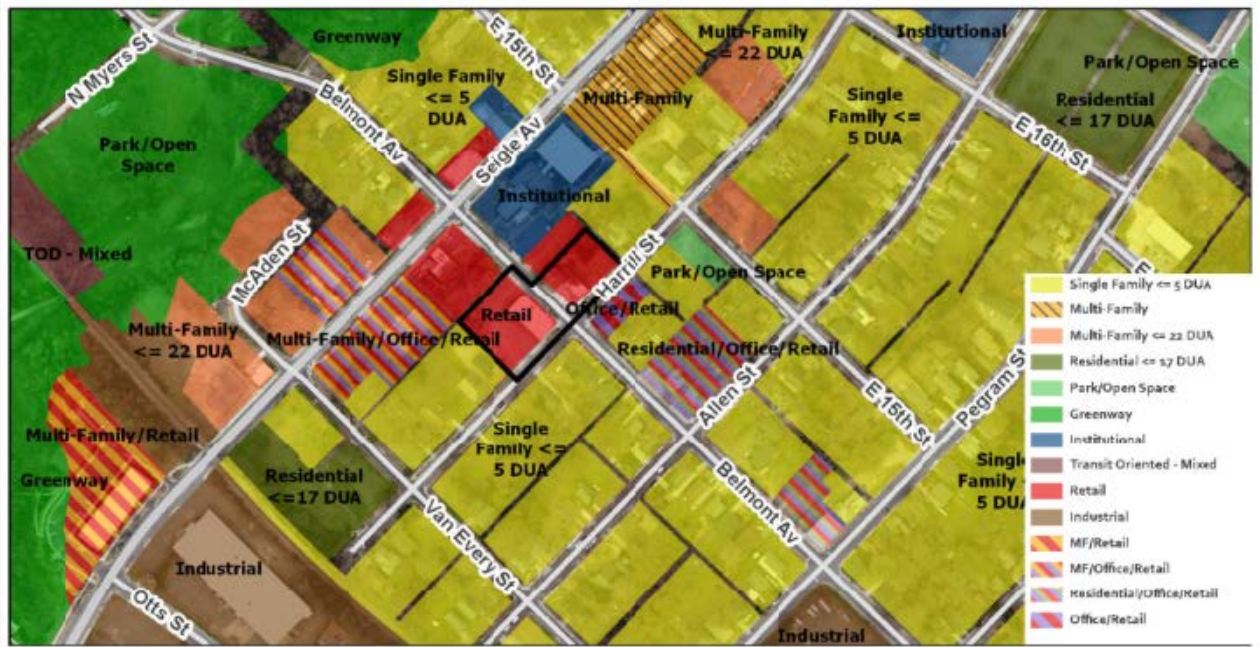 Greenway
E 15th St
Multi-Family
<= 22 DUA
Institutional
N Myers St
Park/Open Space
Belmont Av
Single Family
<= 5
DUA
Multi-Family
Single
Family <=
5 DUA
Residential
<= 17 DUA
Seigle Av
E 16th St
Park/Open
Space
Institutional
TOD - Mixed
McAden St
Harrill St
Park/Open Space
Office/Retail
Retail
Multi-Family
<= 22 DUA
Multi-Family/Office/Retail
Residential/Office/Retail
Allen St
E 15th St
Pegram St
Multi-Family/Retail
Single
Family <=
5 DUA
Greenway
Residential
<=17 DUA
Belmont Av
Single
Family
5 DUA
Van Every St
Industrial
Otts St
Industrial
E
Single Family <= 5 DUA
Multi-Family
Multi-Family <= 22 DUA
Residential <= 17 DUA
Park/Open Space
Greenway
Institutional
Transit Oriented - Mixed
Retail
Industrial
MF/Retail
MF/Office/Retail
Residential/Office/Retail
Office/Retail